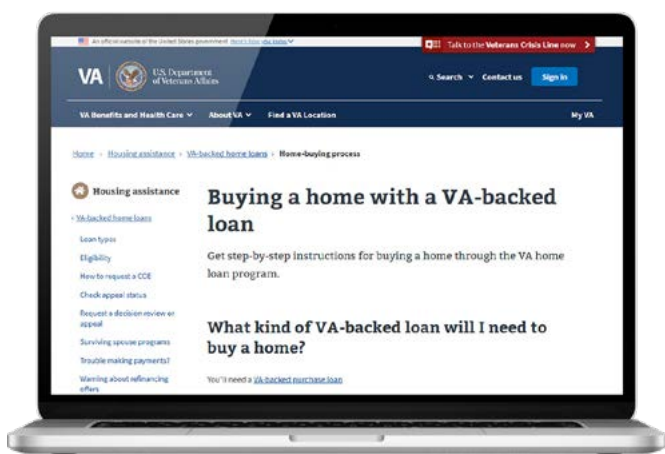 An official website of the United States government Here's how you know
Talk to the Veterans Crisis Line now
VA
U.S. Department
of Veterans Affairs
Search
Contact us
Sign in
VA Benefits and Health Care
About VA
Find a VA Location
My VA
Home › Housing assistance › VA-backed home loans › Home-buying process
Housing assistance
VA-backed home loans
Loan types
Eligibility
How to request a COE
Check appeal status
Request a decision review or
appeal
Surviving spouse programs
Trouble making payments?
Warning about refinancing
offers
Buying a home with a VA-backed
loan
Get step-by-step instructions for buying a home through the VA home
loan program.
What kind of VA-backed loan will I need to
buy a home?
You'll need a VA-backed purchase loan